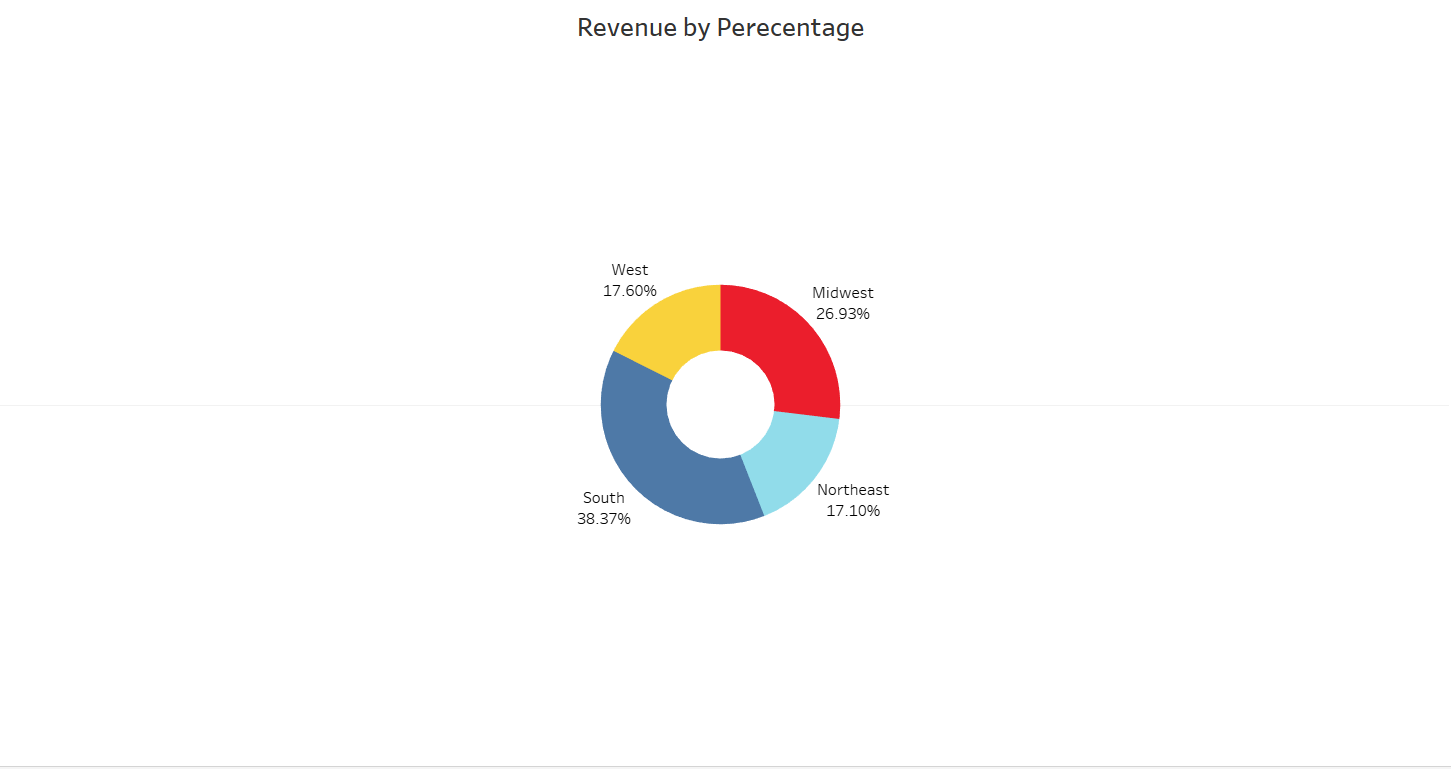 Revenue by Perecentage
West
17.60%
Midwest
26.93%
Northeast
17.10%
South
38.37%